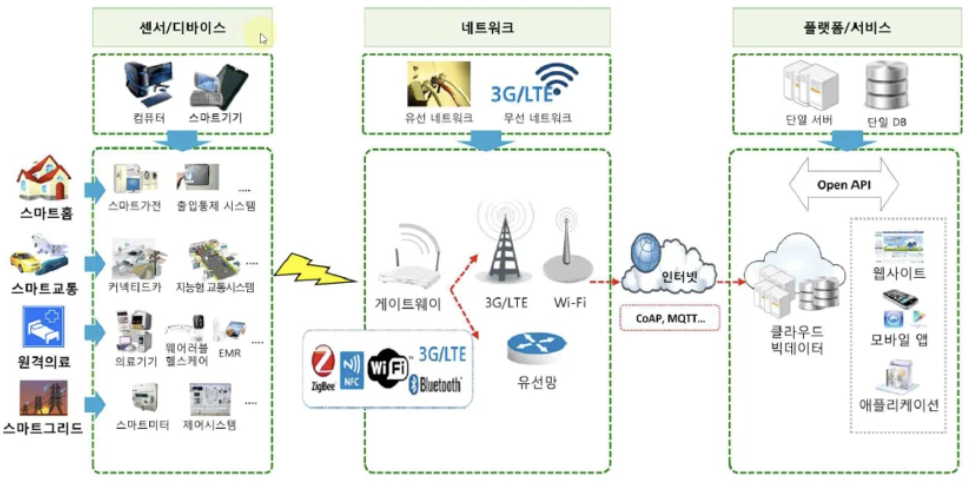 센서/디바이스
네트워크
플랫폼/서비스
컴퓨터
스마트기기
유선 네트워크
3G/LTE
무선 네트워크
단일 서버
단일 DB
스마트홈
스마트가전
출입통제 시스템
....
스마트교통
커넥티드카
지능형 교통시스템
....
원격의료
의료기기
웨어러블
헬스케어
EMR
....
스마트그리드
스마트미터
제어시스템
....
게이트웨이
3G/LTE
Wi-Fi
유선망
ZigBee
NFC
WiFi
3G/LTE
Bluetooth
인터넷
CoAP, MQTT...
Open API
클라우드
빅데이터
웹사이트
모바일 앱
애플리케이션